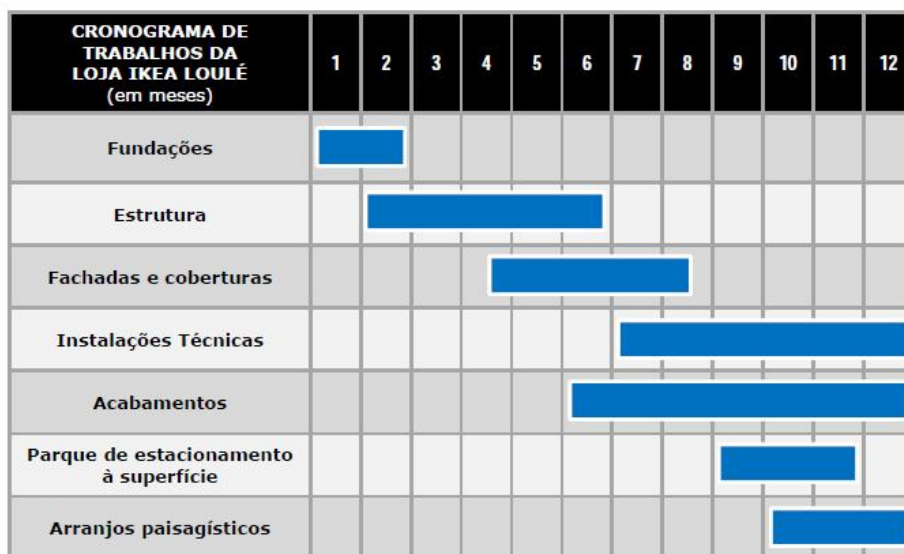 CRONOGRAMA DE
TRABALHOS DA
LOJA IKEA LOULÉ
(em meses)
1 2 3 4 5 6 7 8 9 10 11 12
Fundações
Estrutura
Fachadas e coberturas
Instalações Técnicas
Acabamentos
Parque de estacionamento
à superfície
Arranjos paisagísticos